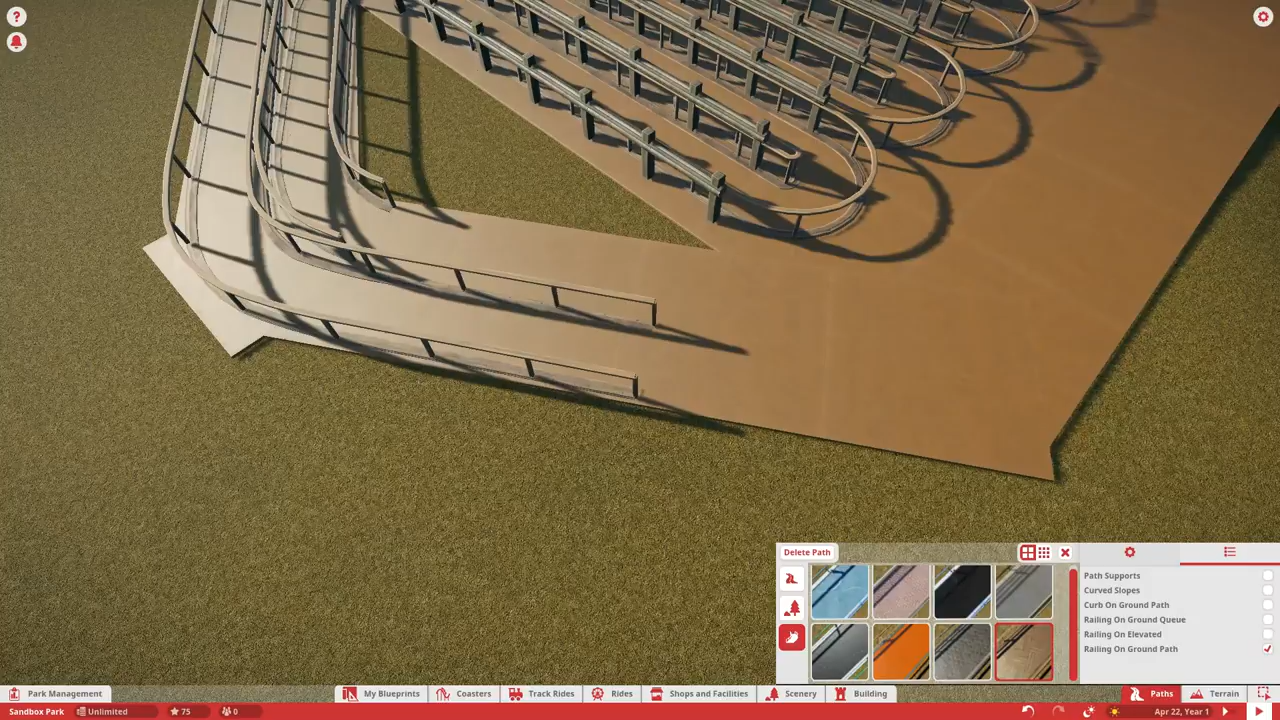 ?
Delete Path
Path Supports
Curved Slopes
Curb On Ground Path
Railing On Ground Queue
Railing On Elevated
Railing On Ground Path
Park Management
My Blueprints
Coasters
Track Rides
Rides
Shops and Facilities
Scenery
Building
Paths
Terrain
Sandbox Park
Unlimited
75
0
Apr 22, Year 1